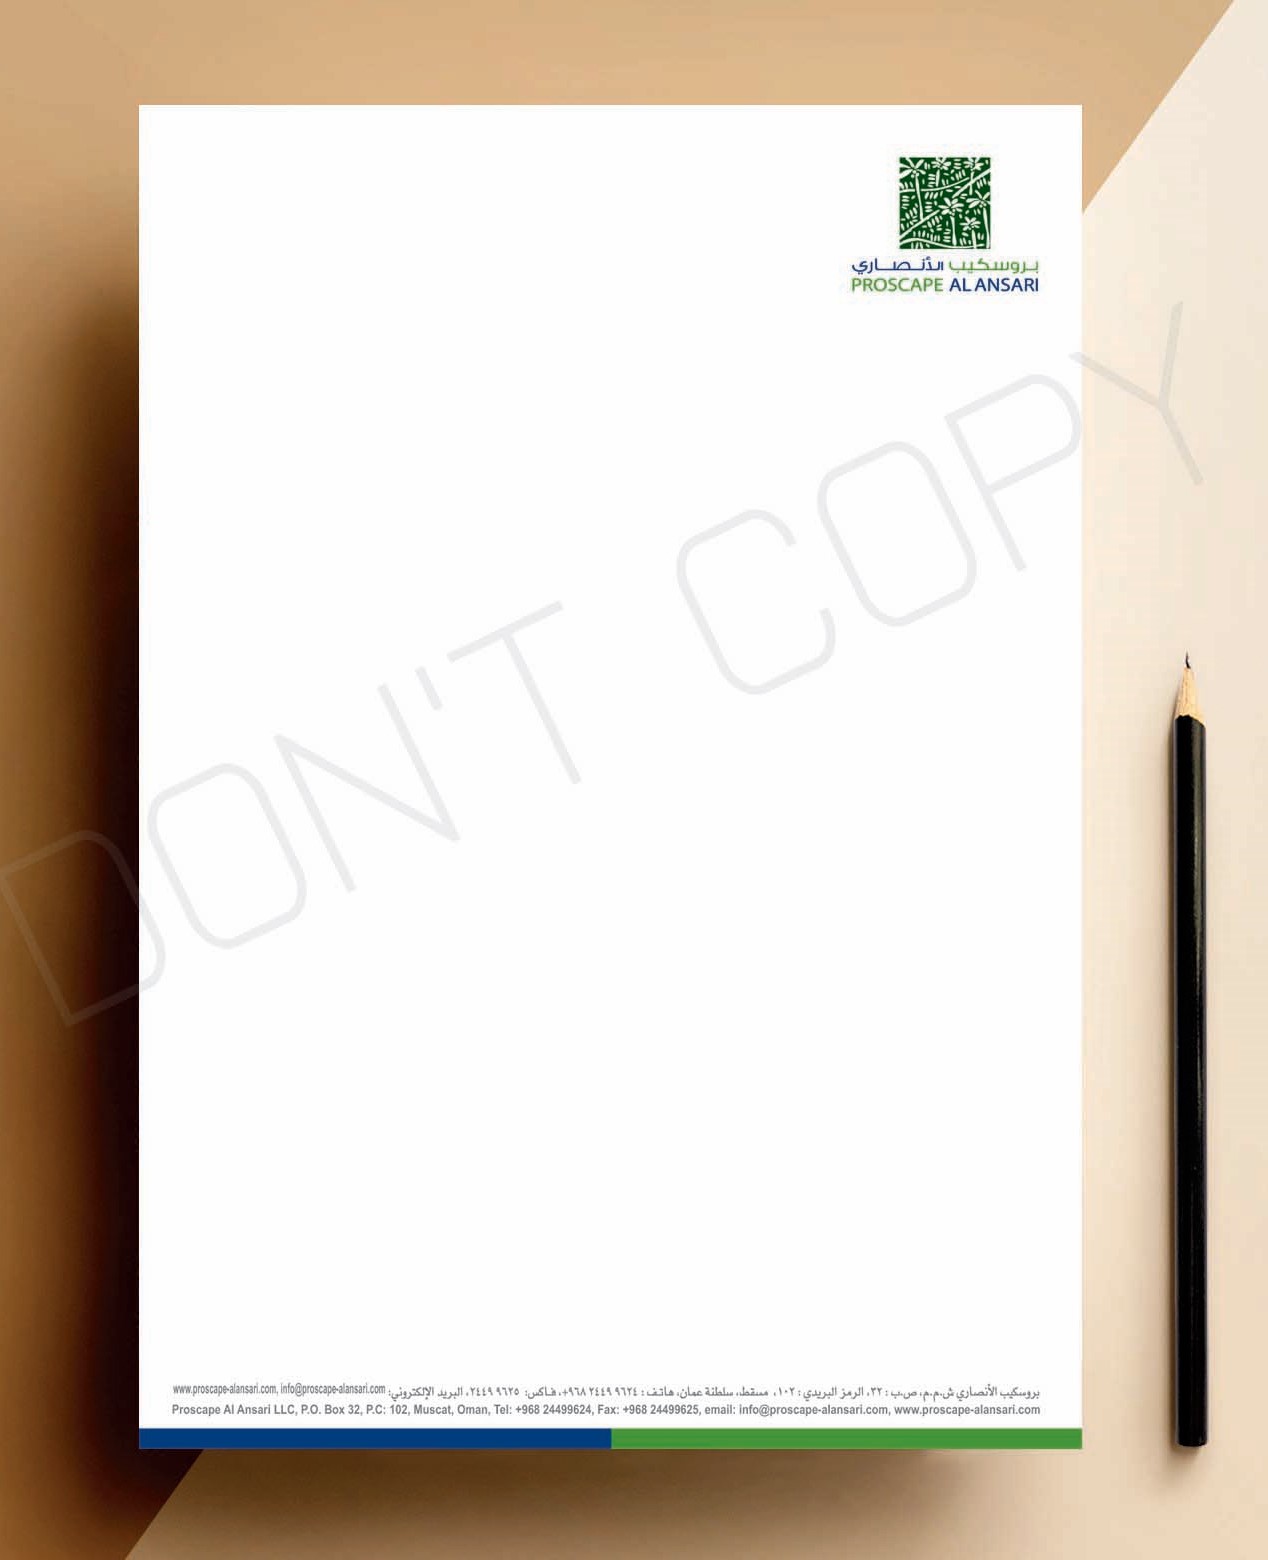 بروسكيب الأنصاري
PROSCAPE AL ANSARI
DON'T COPY
بروسكيب الأنصاري ش.م.م، ص.ب : ٣٢، الرمز البريدي : ١٠٢، مسقط، سلطنة عمان، هاتف : ٢٤٤٩ ٩٦٢٤ ٩٦٨+، فاكس: ٢٤٤٩ ٩٦٢٥، البريد الإلكتروني: www.proscape-alansari.com, info@proscape-alansari.com
Proscape Al Ansari LLC, P.O. Box 32, P.C: 102, Muscat, Oman, Tel: +968 24499624, Fax: +968 24499625, email: info@proscape-alansari.com, www.proscape-alansari.com